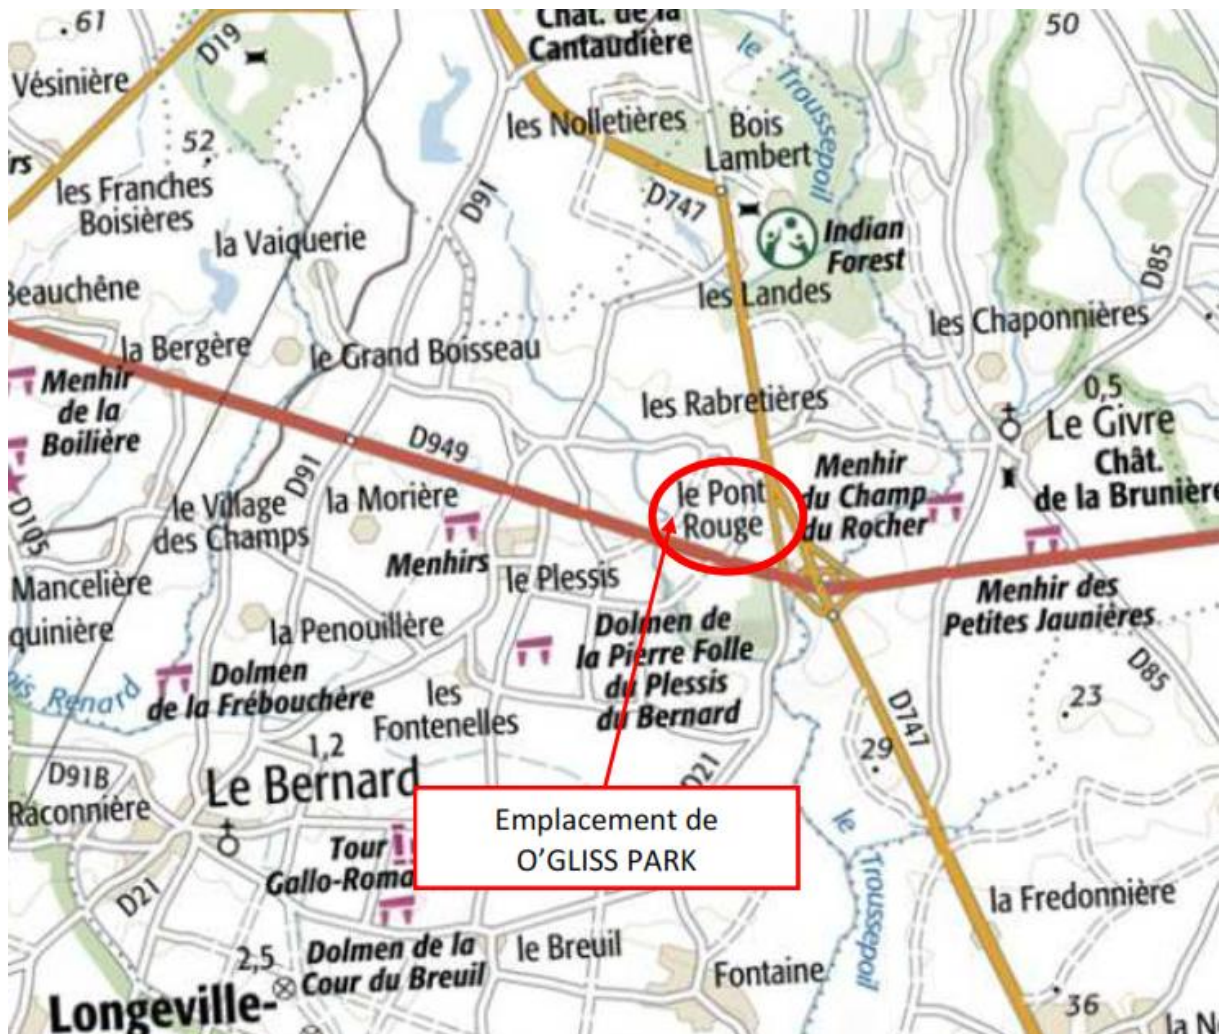 61
Chât. de la
Cantaudière
50
D19
le Troussepoil
Vésinière
les Nolletières
Bois
Lambert
52
rs
les Franches
Boisières
D91
D747
la Vaiquerie
Indian
Forest
D85
Beauchêne
les Landes
les Chaponnières
la Bergère
le Grand Boisseau
Menhir
de la
Boilière
les Rabretières
0,5
Le Givre
D949
Chât.
de la Brunière
D91
Menhir
du Champ
du Rocher
le Pont
Rouge
D105
le Village
des Champs
la Morière
Menhirs
le Plessis
Mancelière
quinière
Menhir des
Petites Jaunières
la Penouillère
Dolmen de
la Pierre Folle
du Plessis
du Bernard
D85
ois Renard
Dolmen
de la Frébouchère
les
Fontenelles
23
D747
1,2
29
D91B
Le Bernard
D21
Raconnière
Emplacement de
O'GLISS PARK
le Troussepoil
Tour
Gallo-Roma
D21
la Fredonnière
le Breuil
Dolmen de la
Cour du Breuil
2,5
Fontaine
36
Longeville-
la N